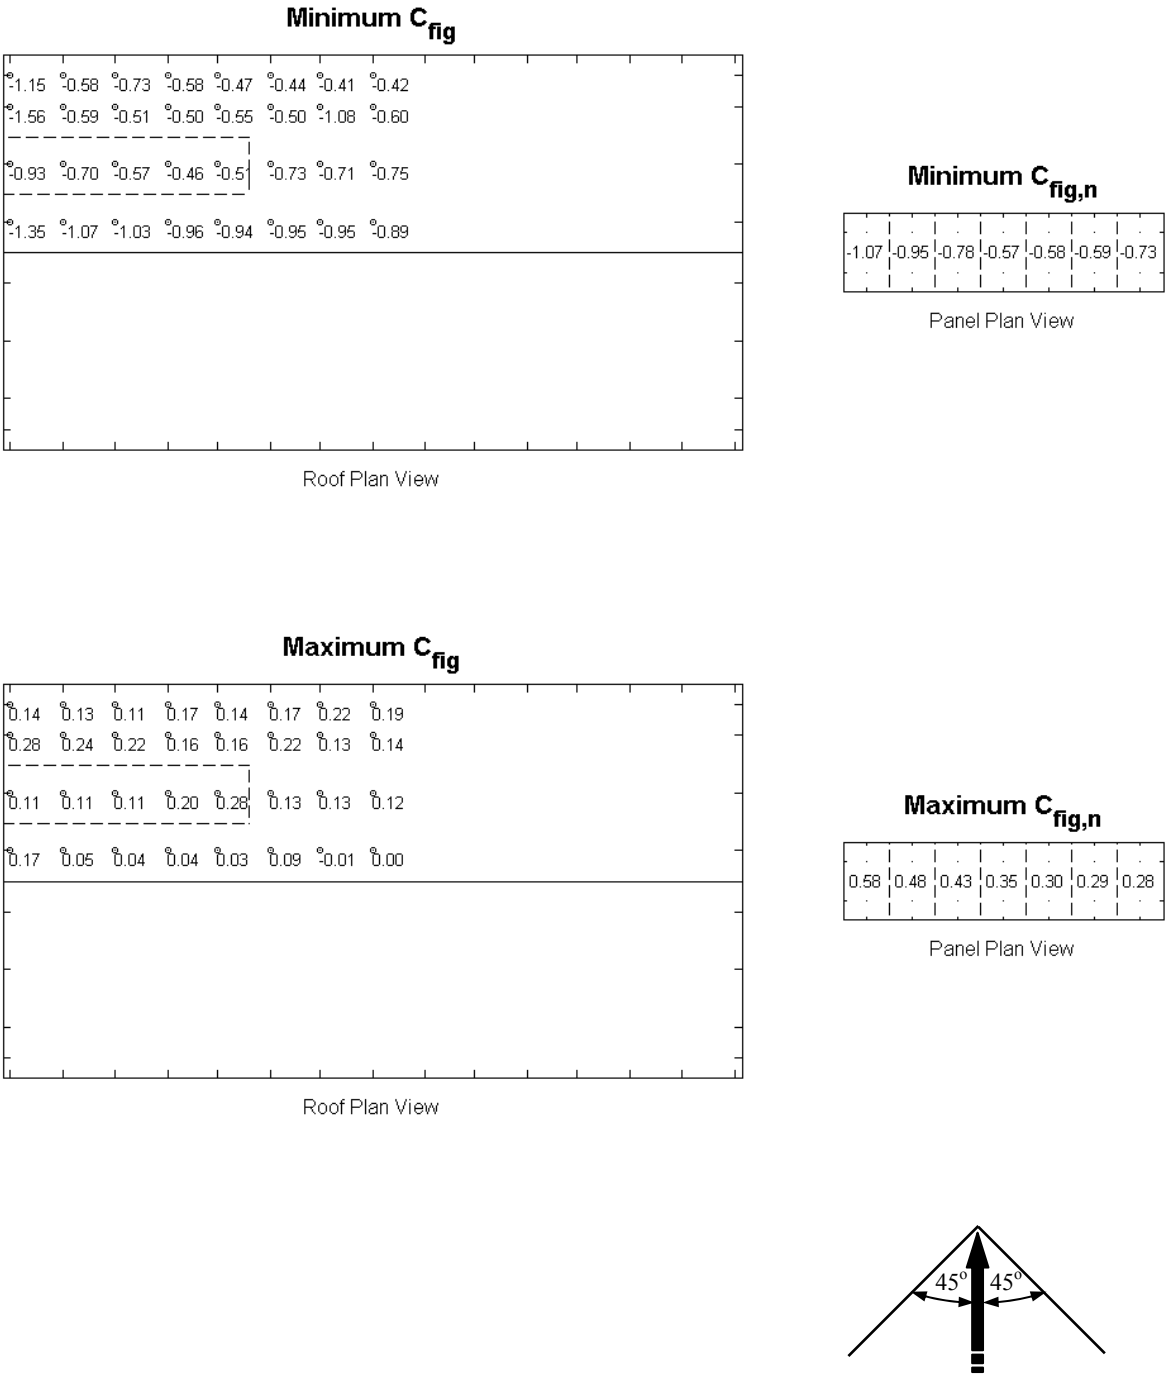 Minimum Cfig
-1.15 -0.58 -0.73 -0.58 -0.47 -0.44 -0.41 -0.42
-1.56 -0.59 -0.51 -0.50 -0.55 -0.50 -1.08 -0.60
-0.93 -0.70 -0.57 -0.46 -0.51 -0.73 -0.71 -0.75
-1.35 -1.07 -1.03 -0.96 -0.94 -0.95 -0.95 -0.89
Roof Plan View
Minimum Cfig,n
-1.07 -0.95 -0.78 -0.57 -0.58 -0.59 -0.73
Panel Plan View
Maximum Cfig
0.14 0.13 0.11 0.17 0.14 0.17 0.22 0.19
0.28 0.24 0.22 0.16 0.16 0.22 0.13 0.14
0.11 0.11 0.11 0.20 0.28 0.13 0.13 0.12
0.17 0.05 0.04 0.04 0.03 0.09 -0.01 0.00
Roof Plan View
Maximum Cfig,n
0.58 0.48 0.43 0.35 0.30 0.29 0.28
Panel Plan View
45° 45°